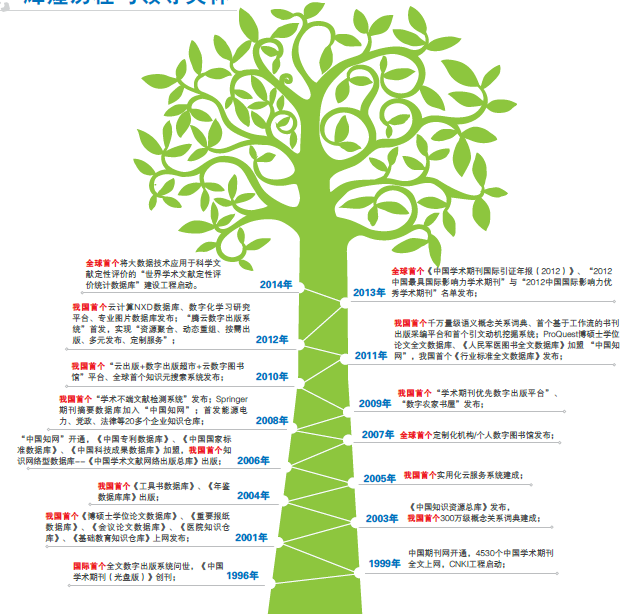 全球首个将大数据技术应用于科学文
献定性评价的“世界学术文献定性评
价统计数据库”建设工程启动。
2014年
全球首个《中国学术期刊国际引证年报（2012）》、“2012
中国最具国际影响力学术期刊”与“2012中国国际影响力优
秀学术期刊”名单发布；
2013年
我国首个云计算NXD数据库、数字化学习研究
平台、专业图片数据库发布；“腾云数字出版系
统”首发，实现“资源聚合、动态重组、按需出
版、多元发布、定制服务”；
2012年
我国首个千万量级语义概念关系词典、首个基于工作流的书刊
出版采编平台和首个引文动机挖掘系统；ProQuest博硕士学位
论文全文数据库、《人民军医图书全文数据库》加盟“中国知
网”，我国首个《行业标准全文数据库》发布；
2011年
我国首个“云出版+数字出版超市+云数字图书
馆”平台、全球首个知识元搜索系统发布；
2010年
我国首个“学术期刊优先数字出版平台”、
“数字农家书屋”发布；
2009年
我国首个“学术不端文献检测系统”发布；Springer
期刊摘要数据库加入“中国知网”；首发能源电
力、党政、法律等20多个企业知识仓库；
2008年
2007年
全球首个定制化机构/个人数字图书馆发布；
“中国知网”开通，《中国专利数据库》、《中国国家标
准数据库》、《中国科技成果数据库》加盟，我国首个知
识网络型数据库--《中国学术文献网络出版总库》出版；
2006年
2005年
我国首个实用化云服务系统建成；
我国首个《工具书数据库》、《年鉴
数据库库》出版；
2004年
《中国知识资源总库》发布，
我国首个300万级概念关系词典建成；
2003年
我国首个《博硕士学位论文数据库》、《重要报纸
数据库》、《会议论文数据库》、《医院知识仓
库》、《基础教育知识仓库》上网发布；
2001年
中国期刊网开通，4530个中国学术期刊
全文上网，CNKI工程启动；
1999年
国际首个全文数字出版系统问世，《中国
学术期刊（光盘版）》创刊；
1996年